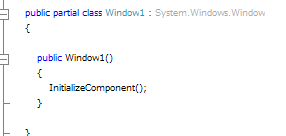 public partial class Window1 : System.Windows.Window
{
public Window1()
{
InitializeComponent();
}
}